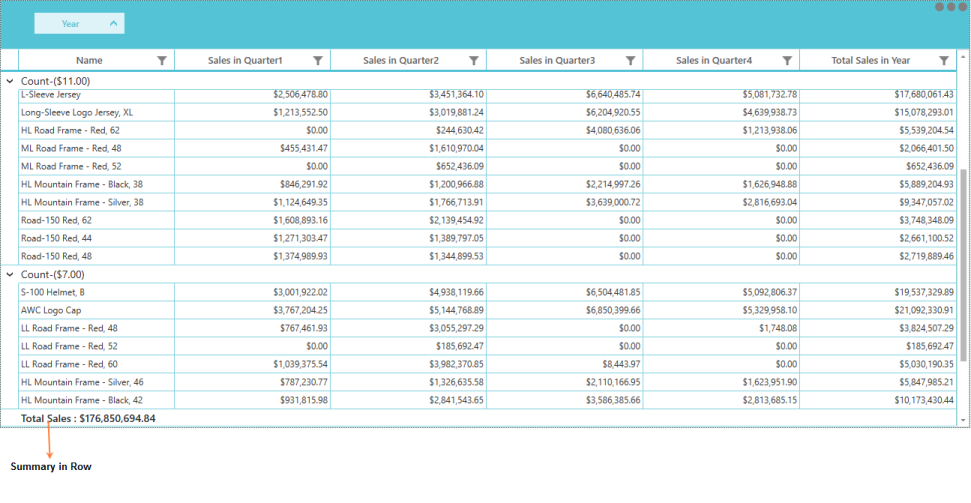 Year
Name Sales in Quarter1 Sales in Quarter2 Sales in Quarter3 Sales in Quarter4 Total Sales in Year
Count-($11.00)
L-Sleeve Jersey $2,506,478.80 $3,451,364.10 $6,640,485.74 $5,081,732.78 $17,680,061.43
Long-Sleeve Logo Jersey, XL $1,213,552.50 $3,019,881.24 $6,204,920.55 $4,639,938.73 $15,078,293.01
HL Road Frame - Red, 62 $0.00 $244,630.42 $4,080,636.06 $1,213,938.06 $5,539,204.54
ML Road Frame - Red, 48 $455,431.47 $1,610,970.04 $0.00 $0.00 $2,066,401.50
ML Road Frame - Red, 52 $0.00 $652,436.09 $0.00 $0.00 $652,436.09
HL Mountain Frame - Black, 38 $846,291.92 $1,200,966.88 $2,214,997.26 $1,626,948.88 $5,889,204.93
HL Mountain Frame - Silver, 38 $1,124,649.35 $1,766,713.91 $3,639,000.72 $2,816,693.04 $9,347,057.02
Road-150 Red, 62 $1,608,893.16 $2,139,454.92 $0.00 $0.00 $3,748,348.09
Road-150 Red, 44 $1,271,303.47 $1,389,797.05 $0.00 $0.00 $2,661,100.52
Road-150 Red, 48 $1,374,989.93 $1,344,899.53 $0.00 $0.00 $2,719,889.46
Count-($7.00)
S-100 Helmet, B $3,001,922.02 $4,938,119.66 $6,504,481.85 $5,092,806.37 $19,537,329.89
AWC Logo Cap $3,767,204.25 $5,144,768.89 $6,850,399.66 $5,329,958.10 $21,092,330.91
LL Road Frame - Red, 48 $767,461.93 $3,055,297.29 $0.00 $1,748.08 $3,824,507.29
LL Road Frame - Red, 52 $0.00 $185,692.47 $0.00 $0.00 $185,692.47
LL Road Frame - Red, 60 $1,039,375.54 $3,982,370.85 $8,443.97 $0.00 $5,030,190.35
HL Mountain Frame - Silver, 46 $787,230.77 $1,326,635.58 $2,110,166.95 $1,623,951.90 $5,847,985.21
HL Mountain Frame - Black, 42 $931,815.98 $2,841,543.65 $3,586,385.66 $2,813,685.15 $10,173,430.44
Total Sales : $176,850,694.84
Summary in Row